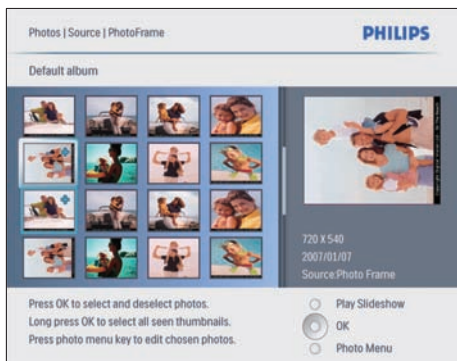 Photos | Source | PhotoFrame
PHILIPS
Default album
720 X 540
2007/01/07
Source:Photo Frame
Press OK to select and deselect photos.
Long press OK to select all seen thumbnails.
Press photo menu key to edit chosen photos.
Play Slideshow
OK
Photo Menu